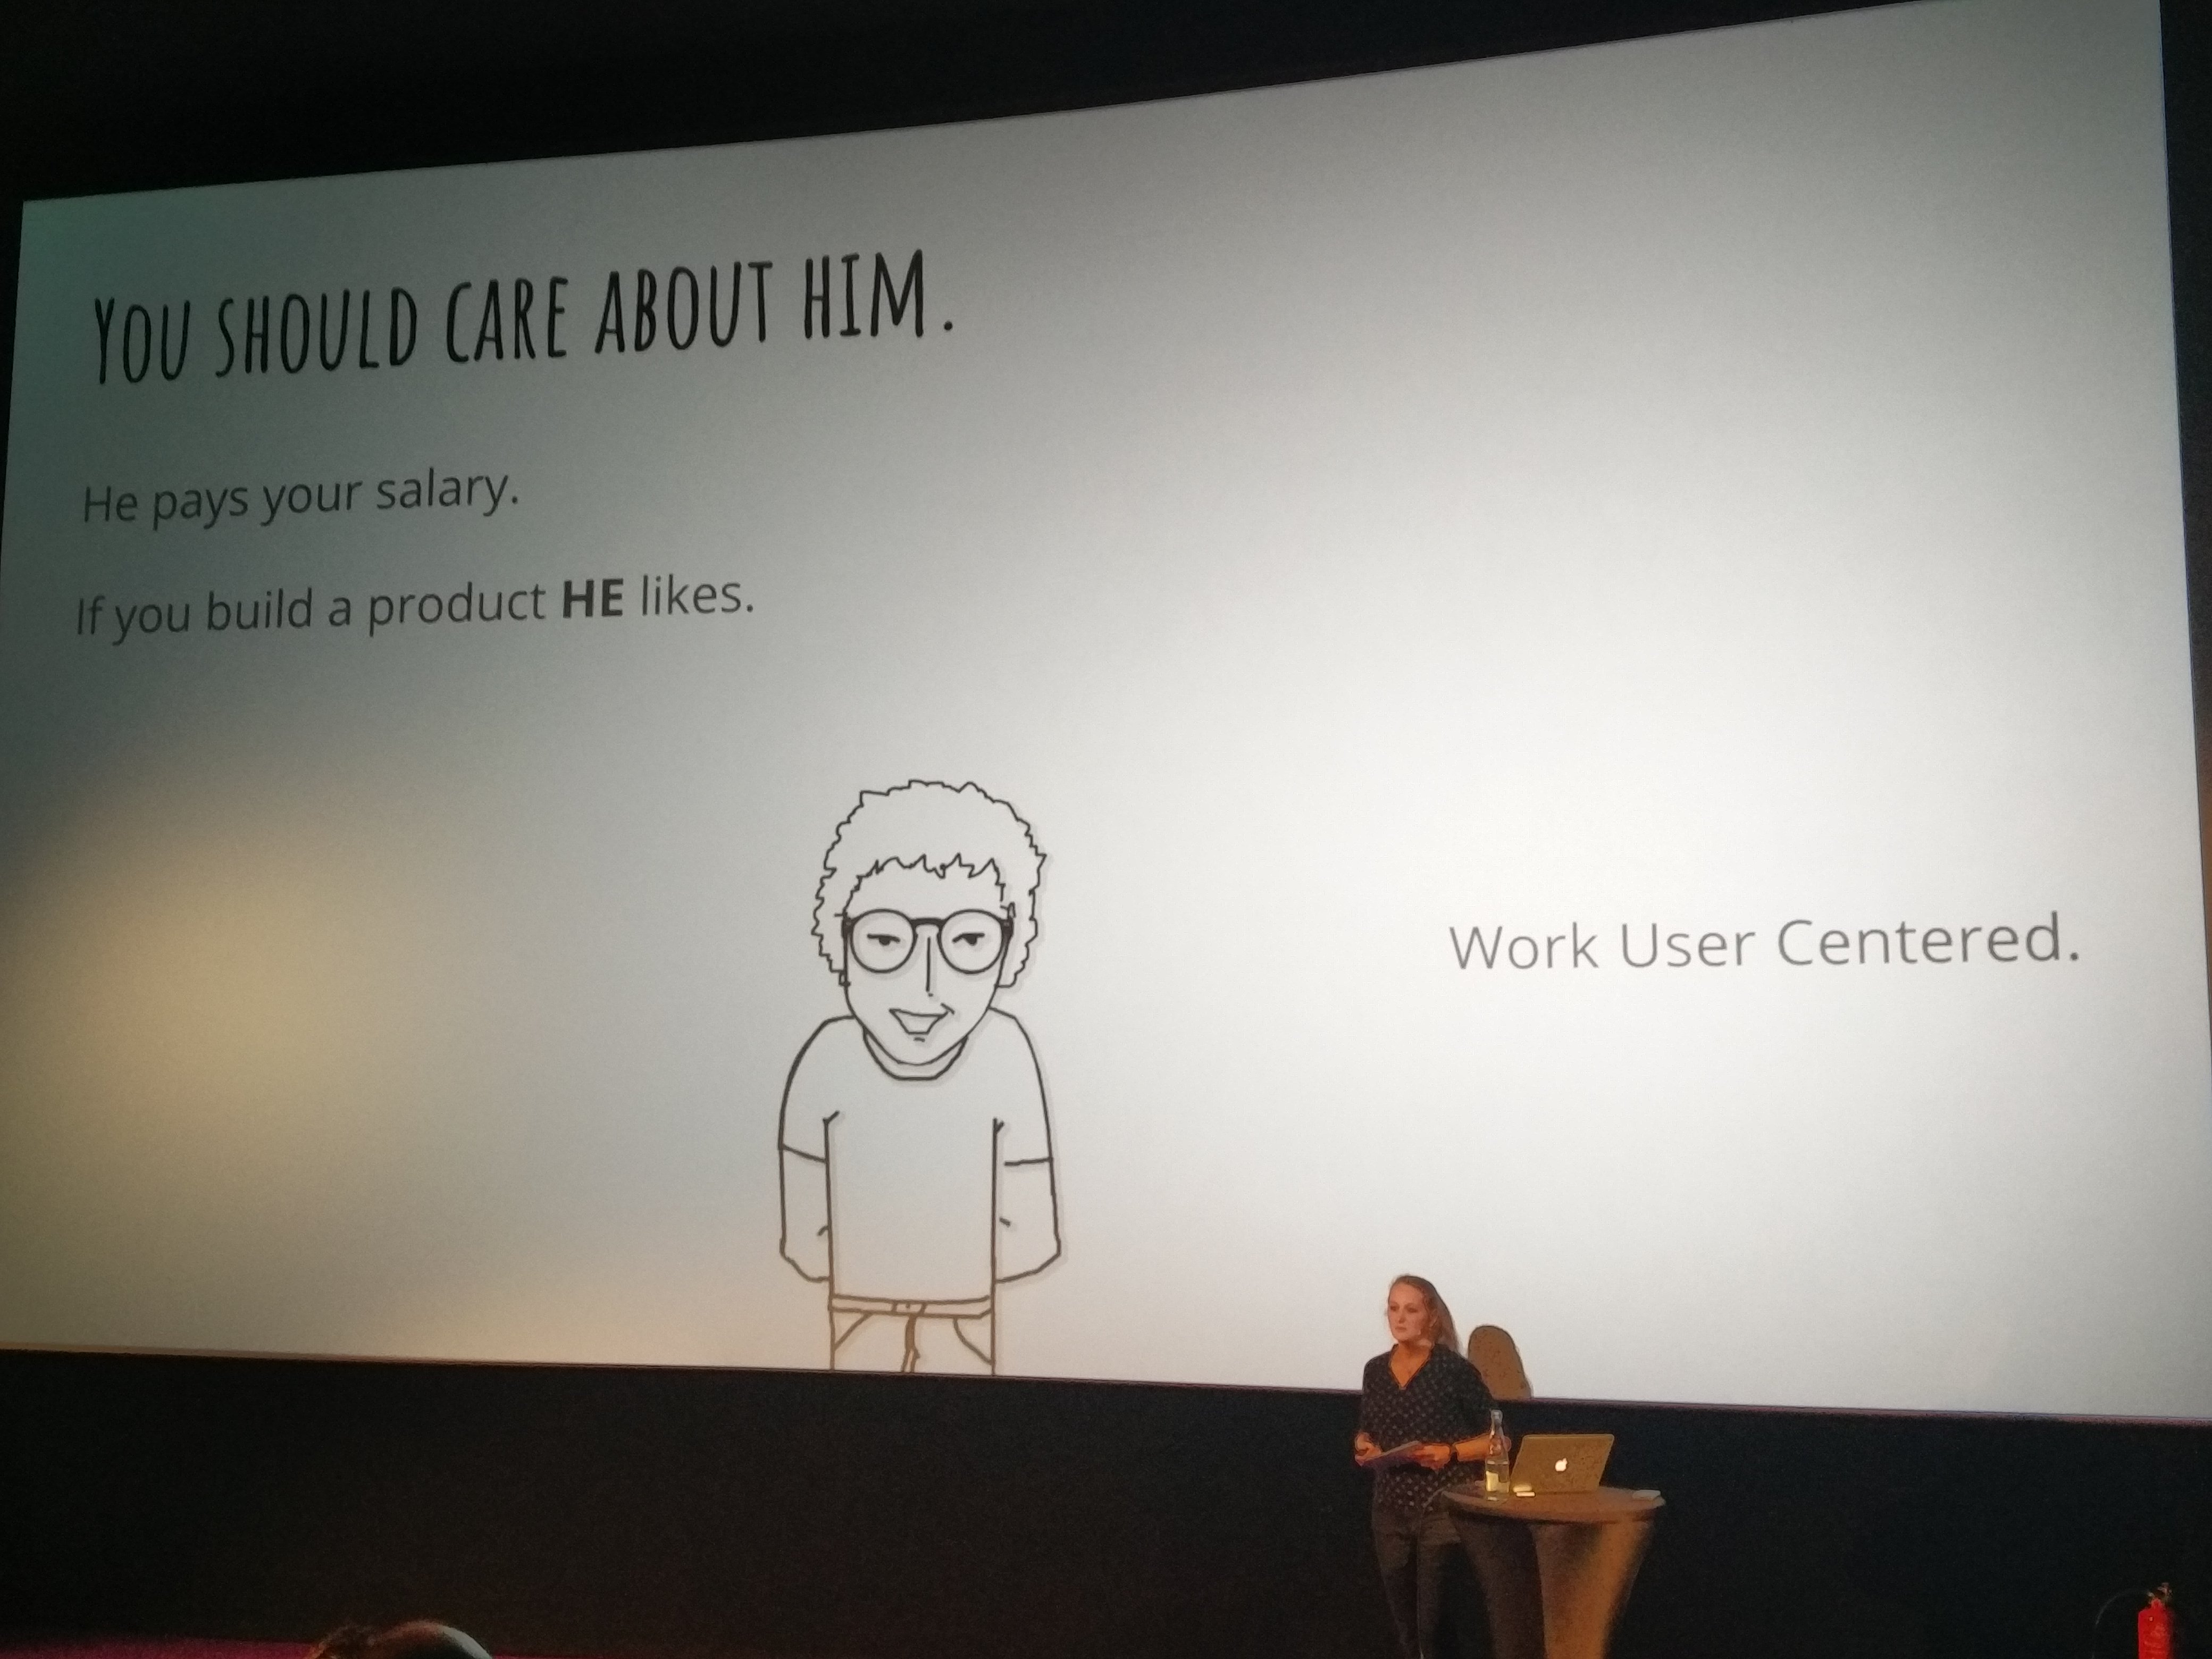 YOU SHOULD CARE ABOUT HIM.
He pays your salary.
If you build a product HE likes.
Work User Centered.